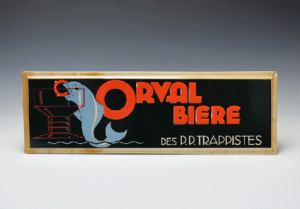 ORVAL
BIERE
DES P.P. TRAPPISTES